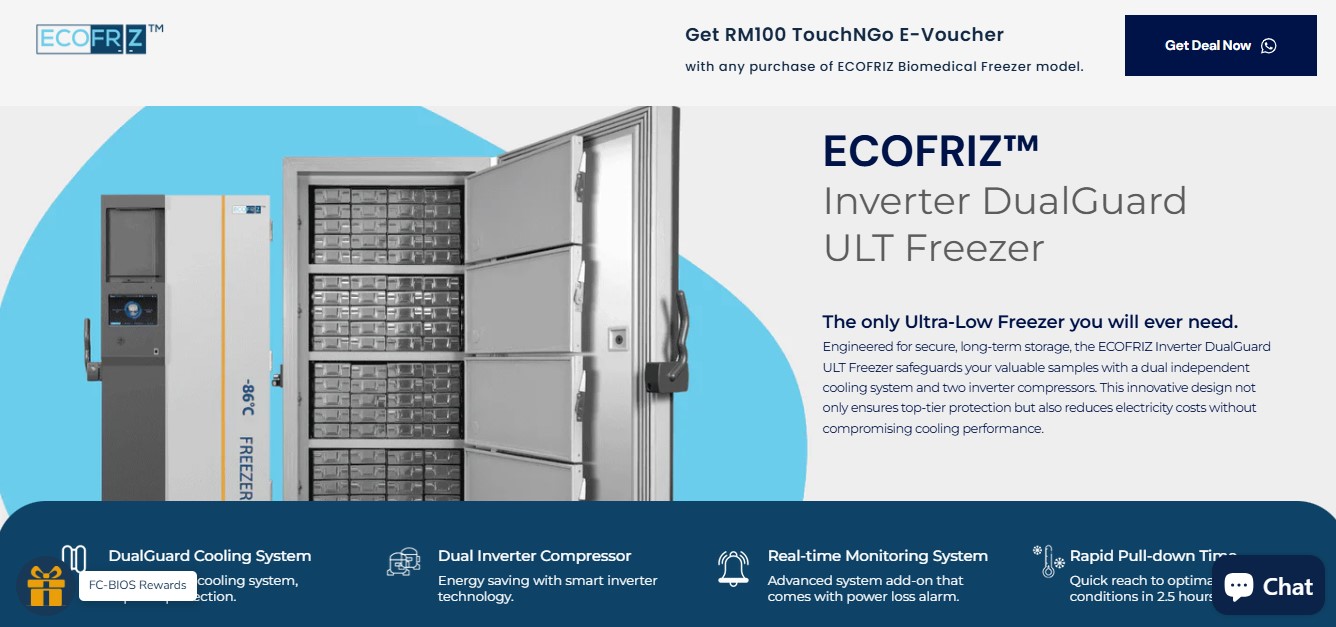 ECOFRIZ™
Get RM100 TouchNGo E-Voucher
with any purchase of ECOFRIZ Biomedical Freezer model.
Get Deal Now
ECOFRIZ™
Inverter DualGuard
ULT Freezer
The only Ultra-Low Freezer you will ever need.
Engineered for secure, long-term storage, the ECOFRIZ Inverter DualGuard
ULT Freezer safeguards your valuable samples with a dual independent
cooling system and two inverter compressors. This innovative design not
only ensures top-tier protection but also reduces electricity costs without
compromising cooling performance.
-86°C FREEZER
DualGuard Cooling System
cooling system,
Dual Inverter Compressor
Energy saving with smart inverter
technology.
Real-time Monitoring System
Advanced system add-on that
comes with power loss alarm.
Rapid Pull-down Time
Quick reach to
conditions in 2.5 hours
FC-BIOS Rewards
Chat